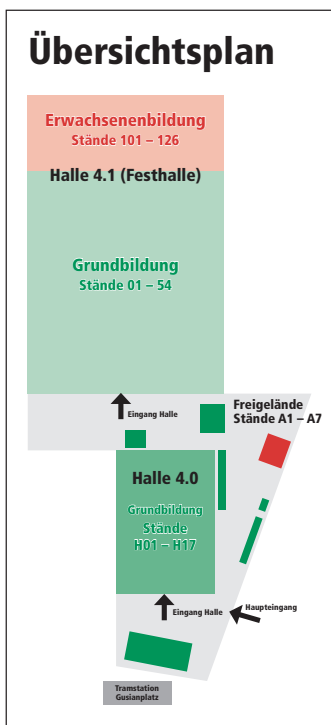 Übersichtsplan
Erwachsenenbildung
Stände 101 – 126
Halle 4.1 (Festhalle)
Grundbildung
Stände 01 – 54
Eingang Halle
Freigelände
Stände A1 – A7
Halle 4.0
Grundbildung
Stände
H01 – H17
Eingang Halle
Haupteingang
Tramstation
Gusianplatz